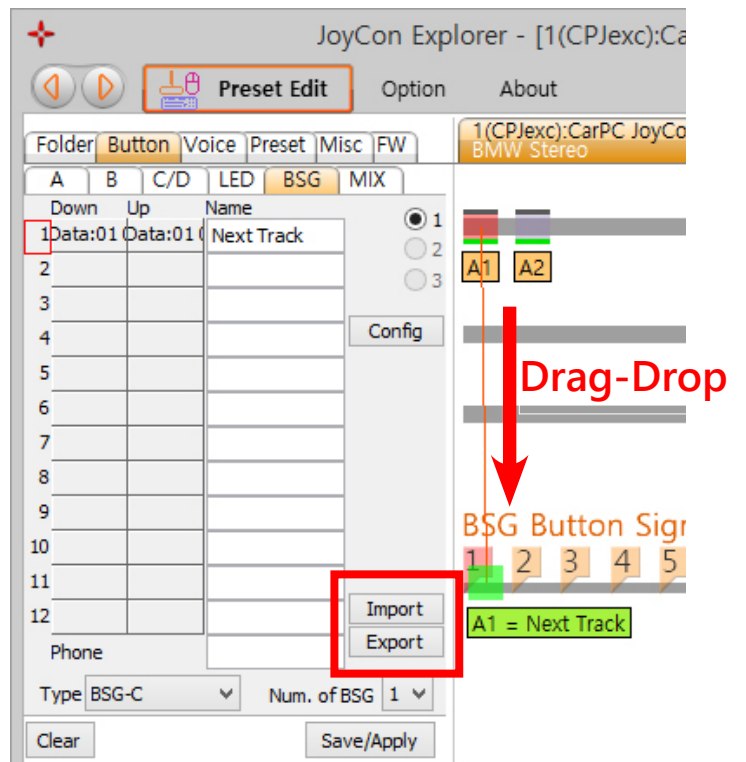 JoyCon Explorer - [1(CPJexc):Ca
Preset Edit Option About
Folder Button Voice Preset Misc FW
A B C/D LED BSG MIX
Down Up Name
1 Data:01 Data:01 Next Track
2
3
4
5
6
7
8
9
10
11
12
Phone
1
2
3
Config
Import
Export
Type BSG-C Num. of BSG 1
Clear Save/Apply
1(CPJexc):CarPC JoyCo
BMW Stereo
A1 A2
Drag-Drop
BSG Button Sigr
1 2 3 4 5
A1 = Next Track